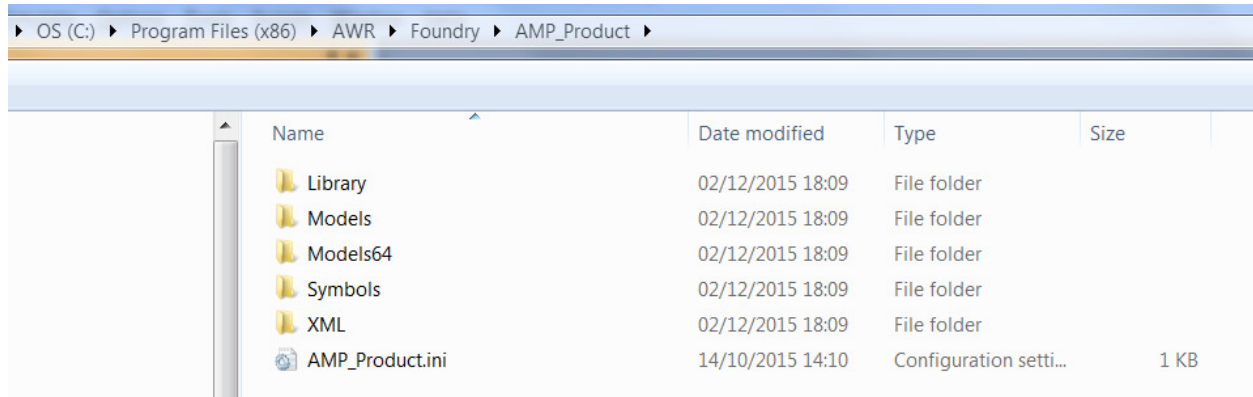 OS (C:) Program Files (x86) AWR Foundry AMP_Product
Name Date modified Type Size
Library 02/12/2015 18:09 File folder
Models 02/12/2015 18:09 File folder
Models64 02/12/2015 18:09 File folder
Symbols 02/12/2015 18:09 File folder
XML 02/12/2015 18:09 File folder
AMP_Product.ini 14/10/2015 14:10 Configuration setti... 1 KB